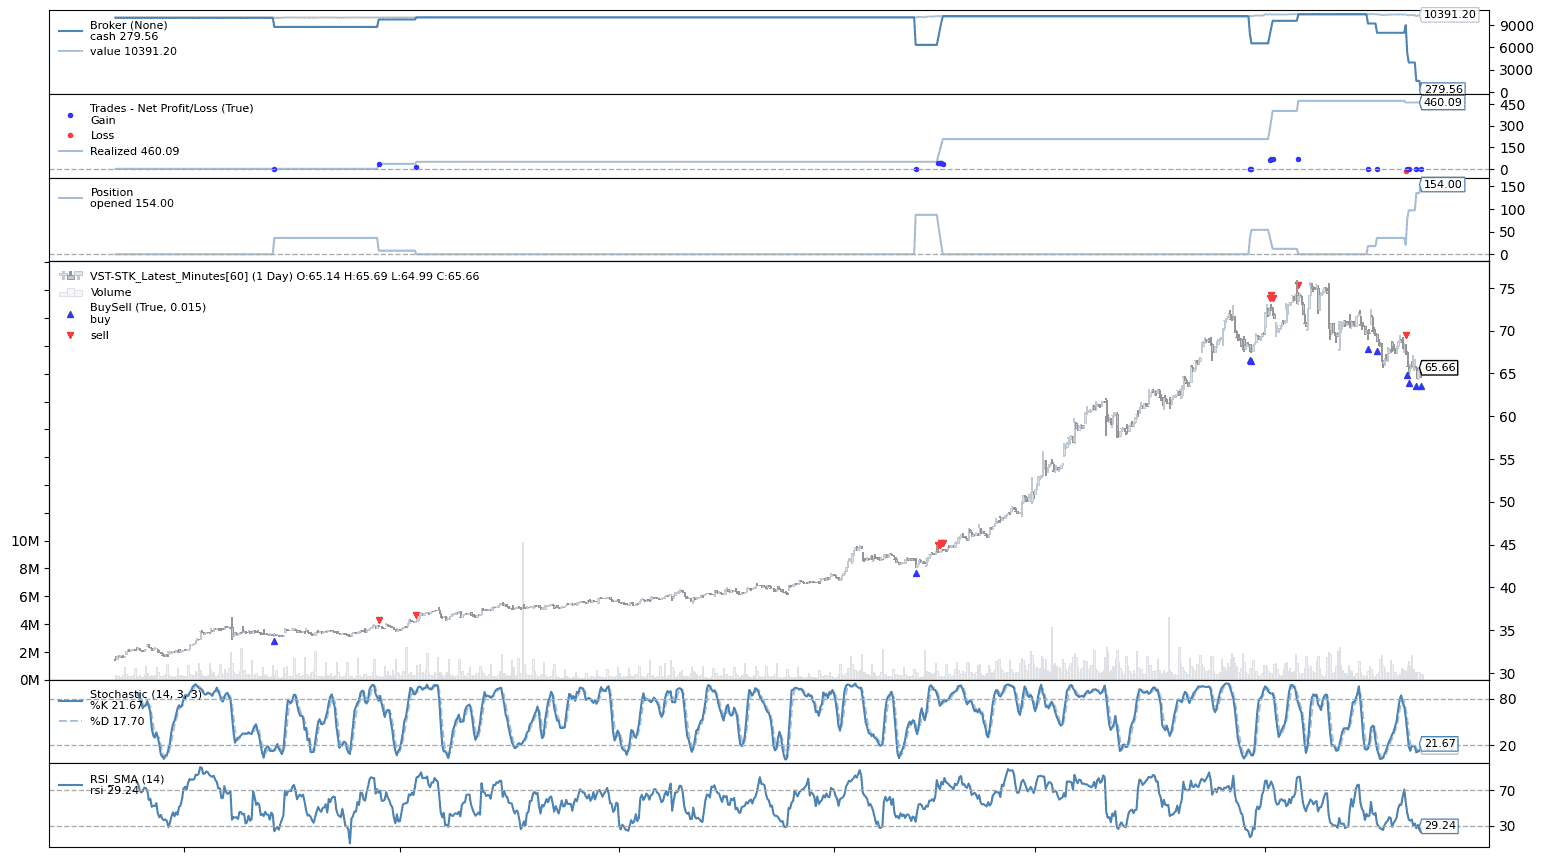 Broker (None)
cash 279.56
value 10391.20
10391.20
9000
6000
3000
0
279.56
Trades - Net Profit/Loss (True)
Gain
Loss
Realized 460.09
460.09
450
300
150
0
Position
opened 154.00
154.00
150
100
50
0
VST-STK_Latest_Minutes[60] (1 Day) O:65.14 H:65.69 L:64.99 C:65.66
Volume
BuySell (True, 0.015)
buy
sell
75
70
65.66
65
60
55
50
45
40
35
30
10M
8M
6M
4M
2M
0M
Stochastic (14, 3, 3)
%K 21.67
%D 17.70
80
21.67
20
RSI_SMA (14)
rsi 29.24
70
29.24
30